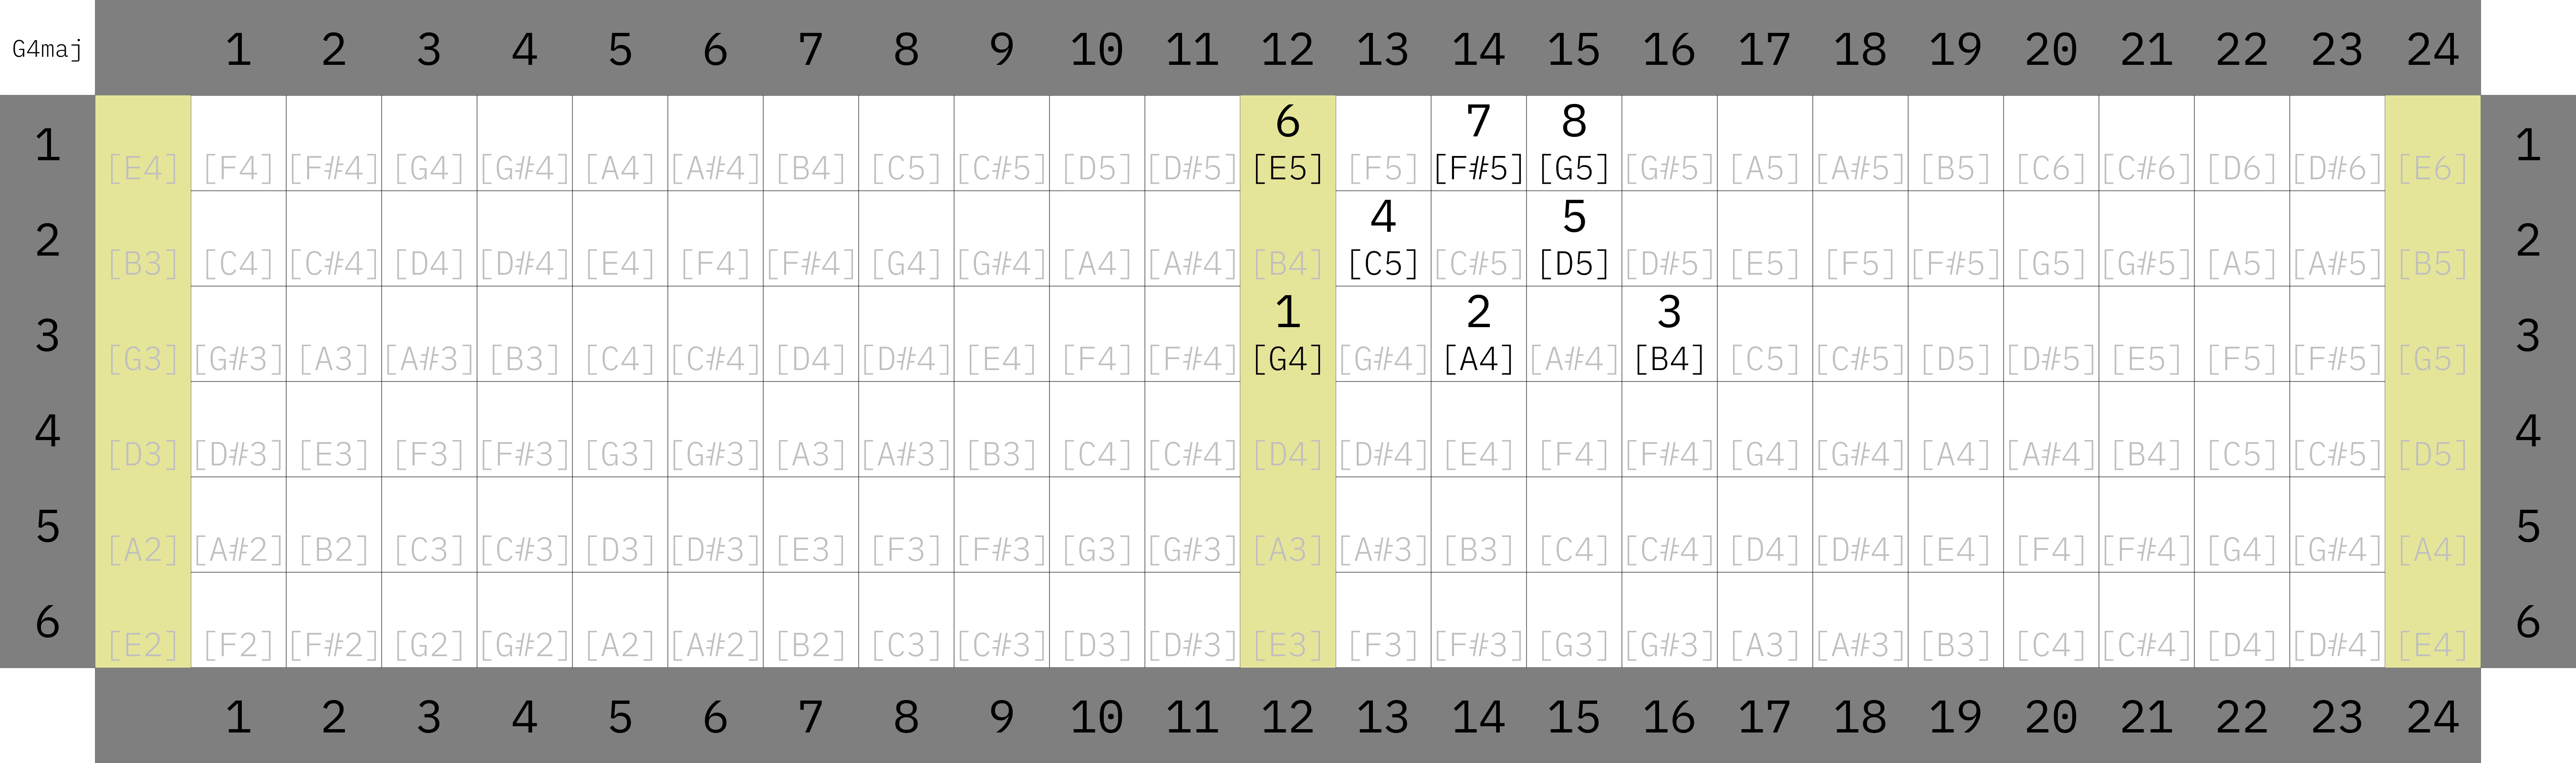 G4maj 1 2 3 4 5 6 7 8 9 10 11 12 13 14 15 16 17 18 19 20 21 22 23 24
6 7 8
1 [E4] [F4] [F#4] [G4] [G#4] [A4] [A#4] [B4] [C5] [C#5] [D5] [D#5] [E5] [F5] [F#5] [G5] [G#5] [A5] [A#5] [B5] [C6] [C#6] [D6] [D#6] [E6] 1
4 5
2 [B3] [C4] [C#4] [D4] [D#4] [E4] [F4] [F#4] [G4] [G#4] [A4] [A#4] [B4] [C5] [C#5] [D5] [D#5] [E5] [F5] [F#5] [G5] [G#5] [A5] [A#5] [B5] 2
1 2 3
3 [G3] [G#3] [A3] [A#3] [B3] [C4] [C#4] [D4] [D#4] [E4] [F4] [F#4] [G4] [G#4] [A4] [A#4] [B4] [C5] [C#5] [D5] [D#5] [E5] [F5] [F#5] [G5] 3
4 [D3] [D#3] [E3] [F3] [F#3] [G3] [G#3] [A3] [A#3] [B3] [C4] [C#4] [D4] [D#4] [E4] [F4] [F#4] [G4] [G#4] [A4] [A#4] [B4] [C5] [C#5] [D5] 4
5 [A2] [A#2] [B2] [C3] [C#3] [D3] [D#3] [E3] [F3] [F#3] [G3] [G#3] [A3] [A#3] [B3] [C4] [C#4] [D4] [D#4] [E4] [F4] [F#4] [G4] [G#4] [A4] 5
6 [E2] [F2] [F#2] [G2] [G#2] [A2] [A#2] [B2] [C3] [C#3] [D3] [D#3] [E3] [F3] [F#3] [G3] [G#3] [A3] [A#3] [B3] [C4] [C#4] [D4] [D#4] [E4] 6
1 2 3 4 5 6 7 8 9 10 11 12 13 14 15 16 17 18 19 20 21 22 23 24